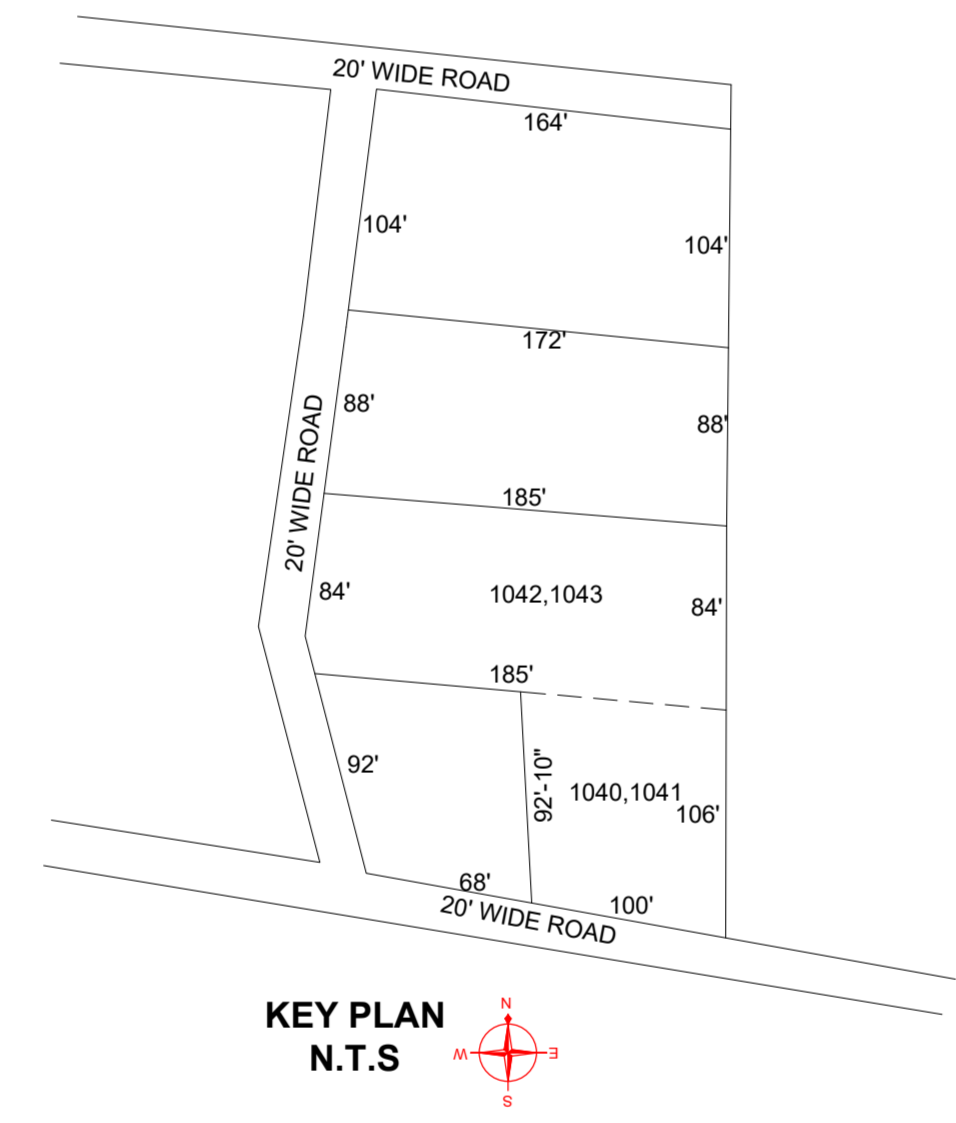 20' WIDE ROAD
164'
104'
104'
172'
88'
88'
20' WIDE ROAD
185'
84'
1042,1043
84'
185'
92'
92'-10"
1040,1041
106'
68'
100'
20' WIDE ROAD
KEY PLAN
N.T.S
N
W
E
S